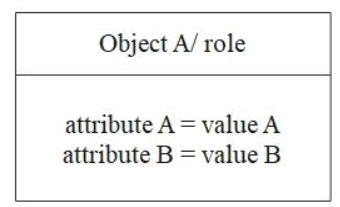 Object A/ role
attribute A = value A
attribute B = value B